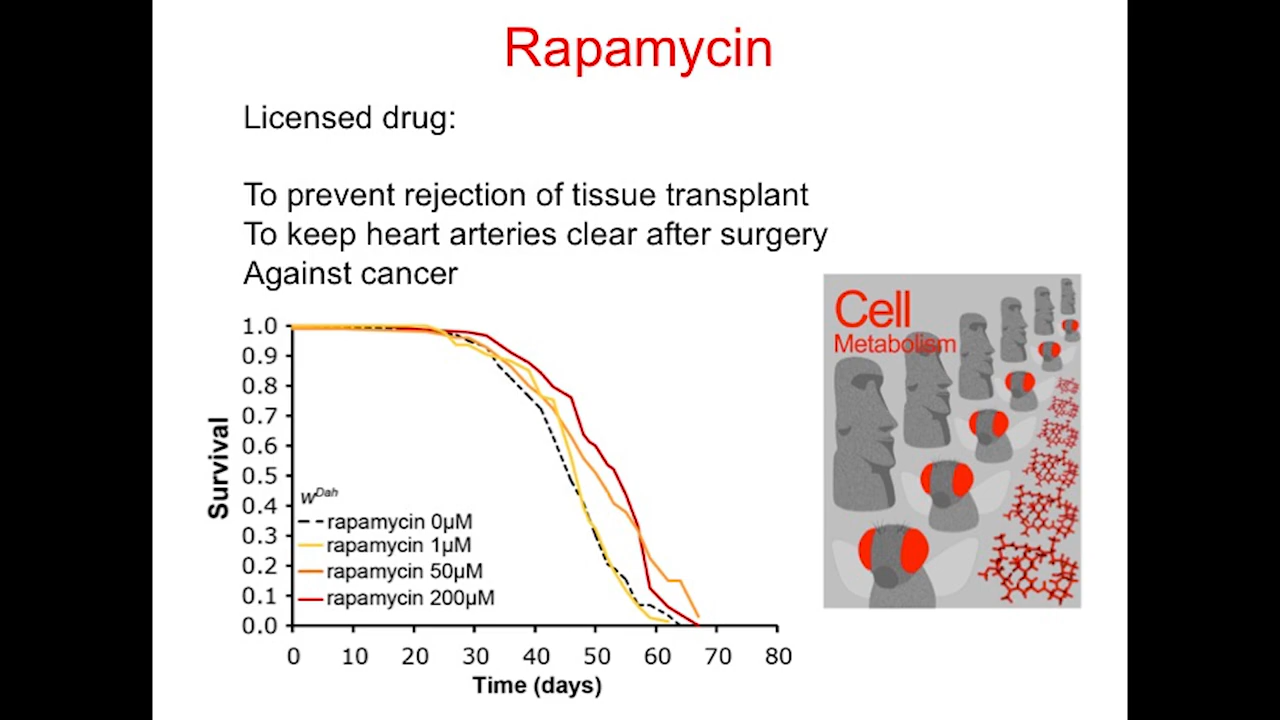 Rapamycin
Licensed drug:
To prevent rejection of tissue transplant
To keep heart arteries clear after surgery
Against cancer
Cell
Metabolism
1.0
0.9
0.8
0.7
0.6
0.5
0.4
0.3
0.2
0.1
0.0
Survival
wDah
rapamycin 0µM
rapamycin 1µM
rapamycin 50µM
rapamycin 200µM
0 10 20 30 40 50 60 70 80
Time (days)